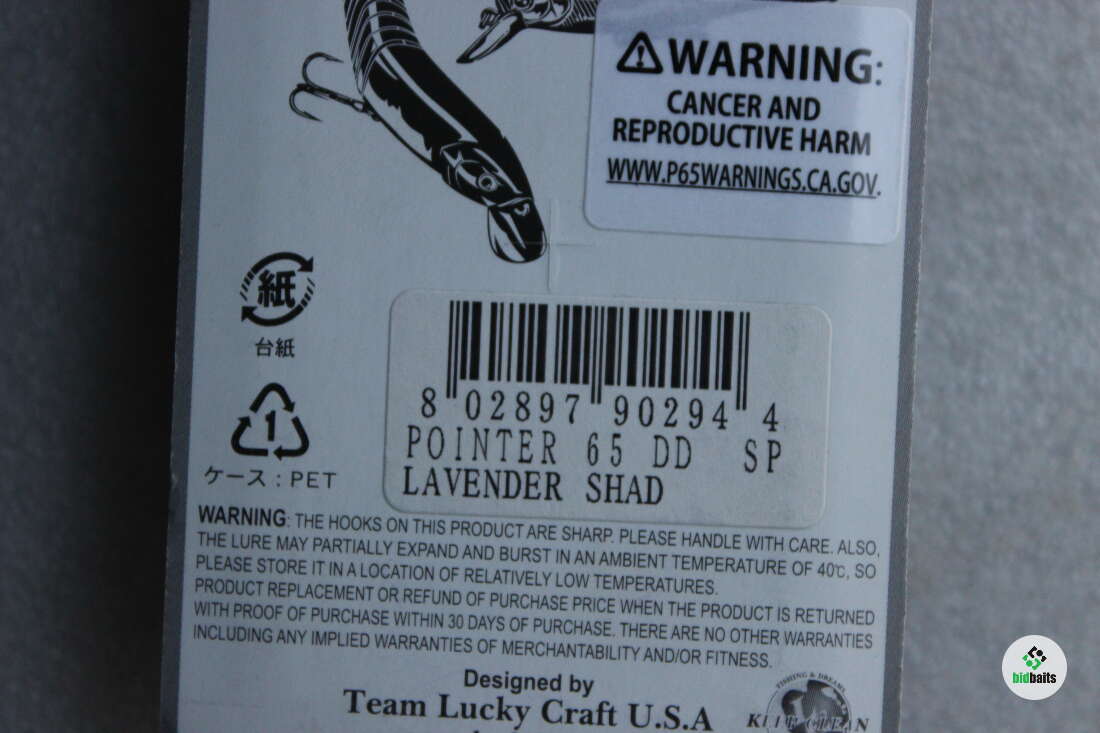 WARNING:
CANCER AND
REPRODUCTIVE HARM
WWW.P65WARNINGS.CA.GOV.
紙
台紙
1
ケース:PET
8 02897 90294 4
POINTER 65 DD SP
LAVENDER SHAD
WARNING: THE HOOKS ON THIS PRODUCT ARE SHARP. PLEASE HANDLE WITH CARE. ALSO,
THE LURE MAY PARTIALLY EXPAND AND BURST IN AN AMBIENT TEMPERATURE OF 40℃, SO
PLEASE STORE IT IN A LOCATION OF RELATIVELY LOW TEMPERATURES.
PRODUCT REPLACEMENT OR REFUND OF PURCHASE PRICE WHEN THE PRODUCT IS RETURNED
WITH PROOF OF PURCHASE WITHIN 30 DAYS OF PURCHASE. THERE ARE NO OTHER WARRANTIES
INCLUDING ANY IMPLIED WARRANTIES OF MERCHANTABILITY AND/OR FITNESS.
Designed by
Team Lucky Craft U.S.A
FISHING & DREAMS
CLEAN
bidbaits